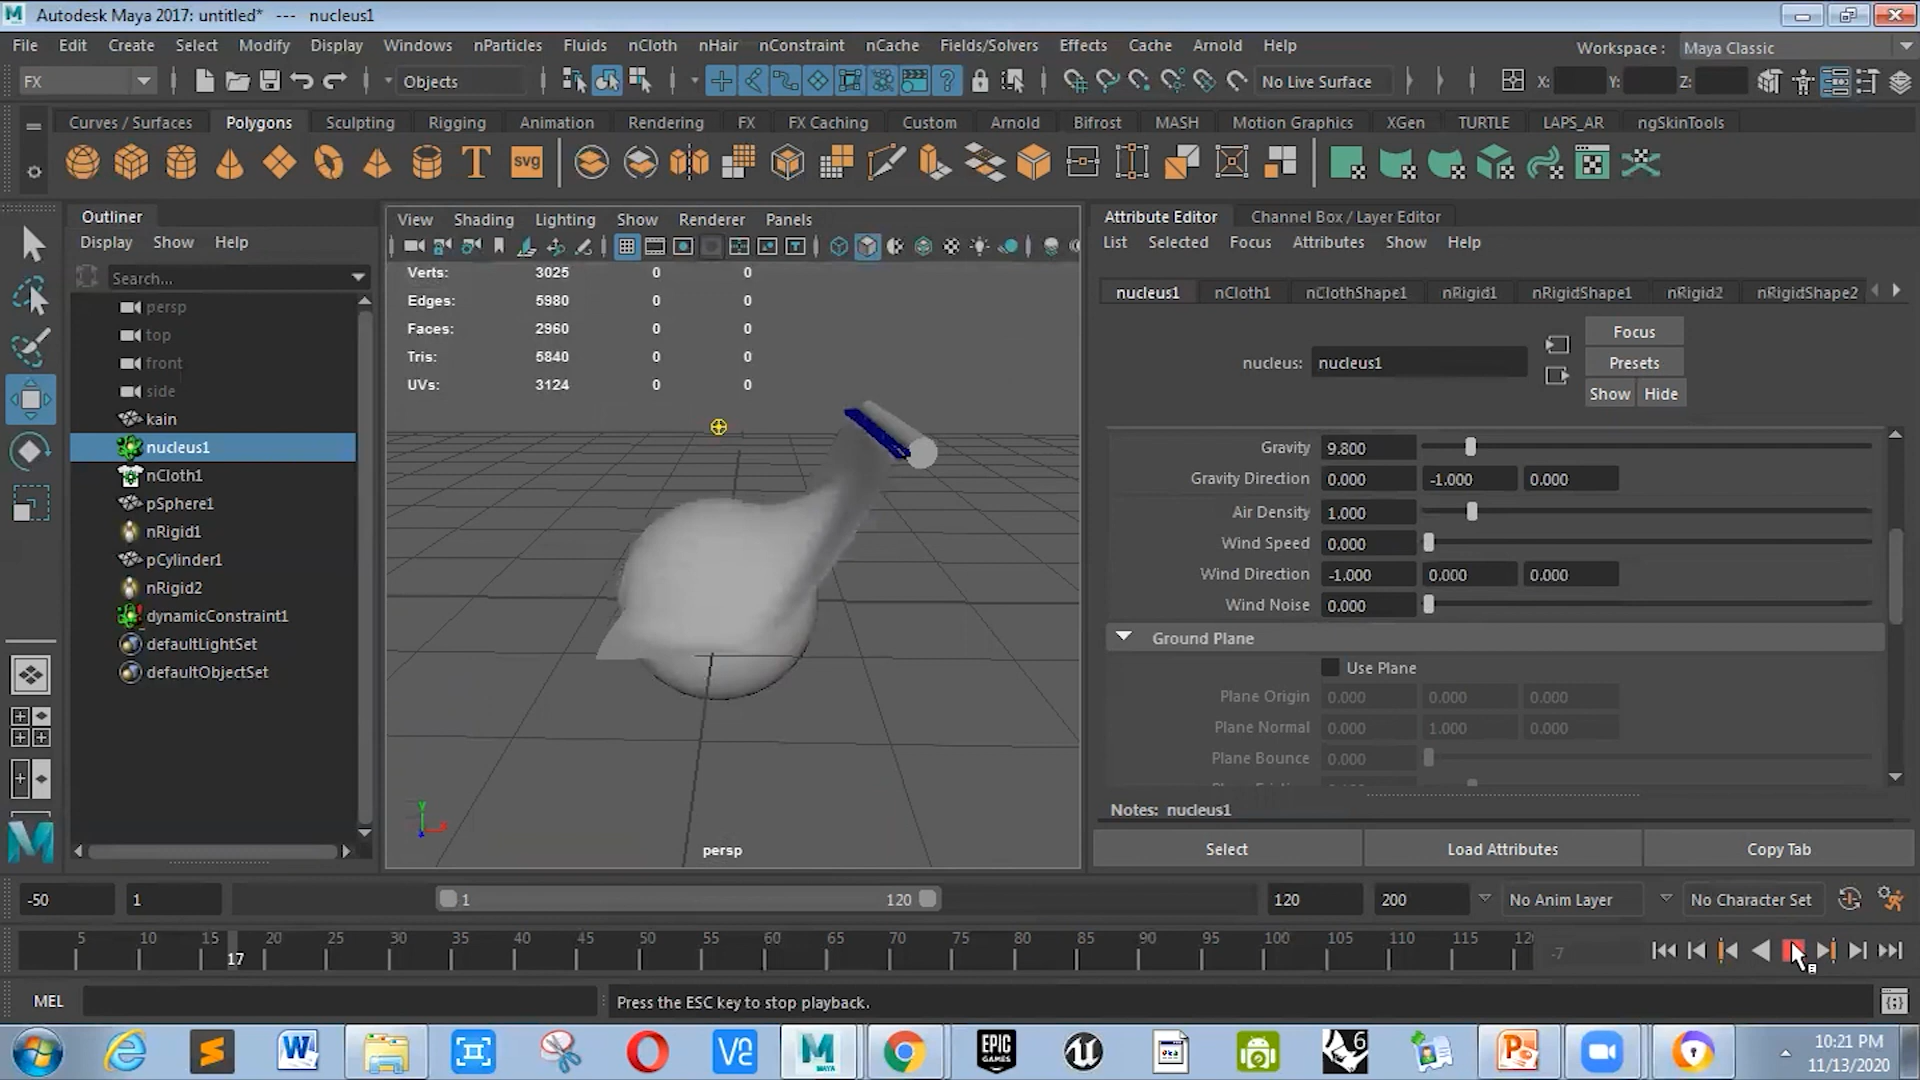 Autodesk Maya 2017: untitled*   ---   nucleus1
File Edit Create Select Modify Display Windows nParticles Fluids nCloth nHair nConstraint nCache Fields/Solvers Effects Cache Arnold Help Workspace : Maya Classic
FX Objects No Live Surface X: Y: Z:
Curves / Surfaces Polygons Sculpting Rigging Animation Rendering FX FX Caching Custom Arnold Bifrost MASH Motion Graphics XGen TURTLE LAPS_AR ngSkinTools
T svg
Outliner
Display Show Help
Search...
persp
top
front
side
kain
nucleus1
nCloth1
pSphere1
nRigid1
pCylinder1
nRigid2
dynamicConstraint1
defaultLightSet
defaultObjectSet
View Shading Lighting Show Renderer Panels
Verts: 3025 0 0
Edges: 5980 0 0
Faces: 2960 0 0
Tris: 5840 0 0
UVs: 3124 0 0
y
persp
Attribute Editor Channel Box / Layer Editor
List Selected Focus Attributes Show Help
nucleus1 nCloth1 nClothShape1 nRigid1 nRigidShape1 nRigid2 nRigidShape2
Focus
nucleus: nucleus1 Presets
Show Hide
Gravity 9.800
Gravity Direction 0.000 -1.000 0.000
Air Density 1.000
Wind Speed 0.000
Wind Direction -1.000 0.000 0.000
Wind Noise 0.000
Ground Plane
Use Plane
Plane Origin 0.000 0.000 0.000
Plane Normal 0.000 1.000 0.000
Plane Bounce 0.000
Notes: nucleus1
Select Load Attributes Copy Tab
-50 1 1 120 120 200 No Anim Layer No Character Set
5 10 15 17 20 25 30 35 40 45 50 55 60 65 70 75 80 85 90 95 100 105 110 115 12 -7
MEL Press the ESC key to stop playback.
EPIC GAMES
MAYA
6
10:21 PM
11/13/2020